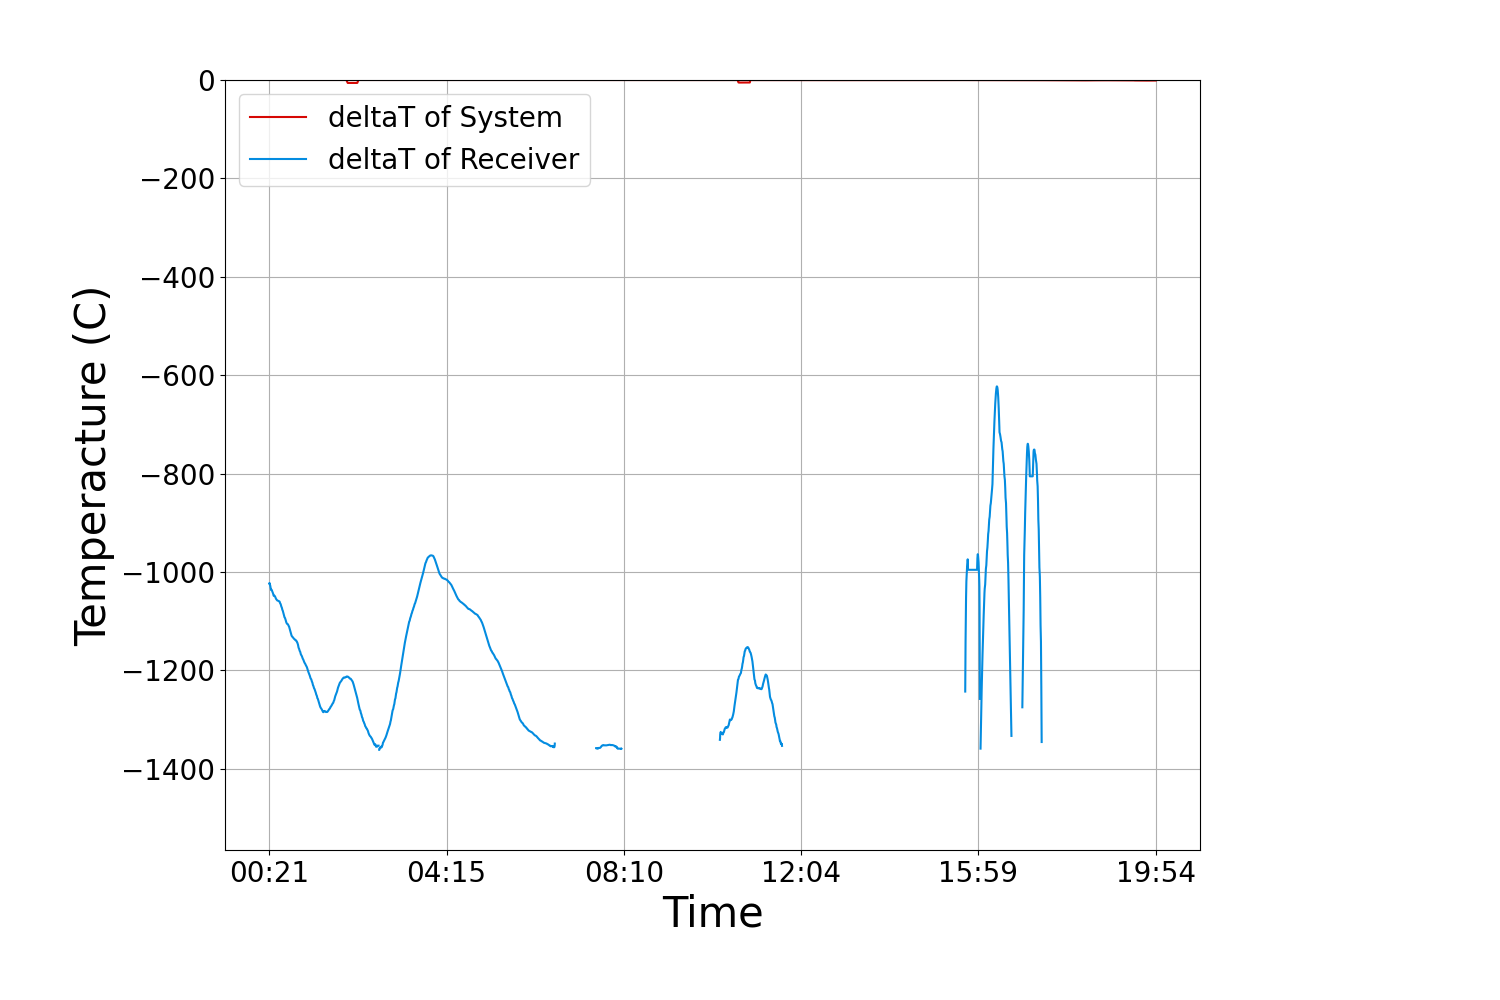 0
−200
−400
−600
−800
−1000
−1200
−1400
Temperacture (C)
deltaT of System
deltaT of Receiver
00:21 04:15 08:10 12:04 15:59 19:54
Time